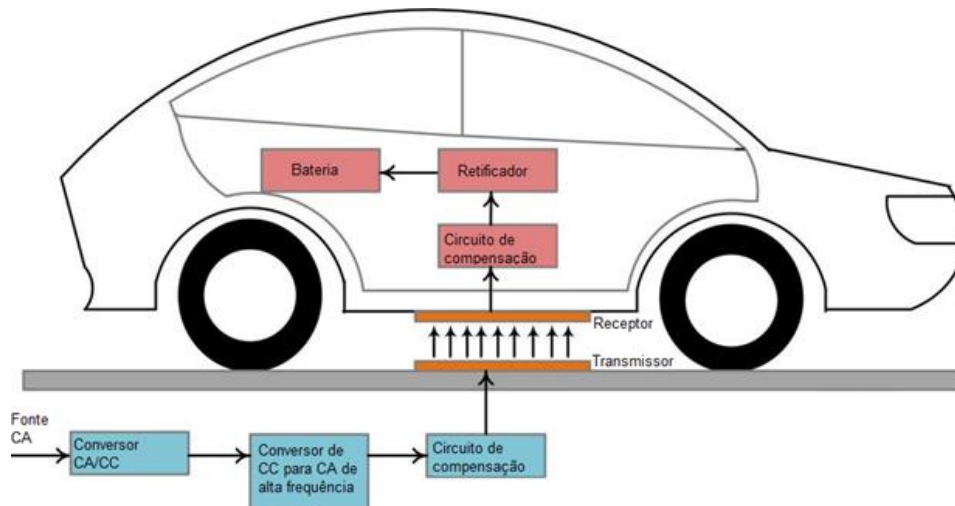 Bateria
Retificador
Circuito de
compensação
Receptor
Transmissor
Fonte
CA
Conversor
CA/CC
Conversor de
CC para CA de
alta frequência
Circuito de
compensação